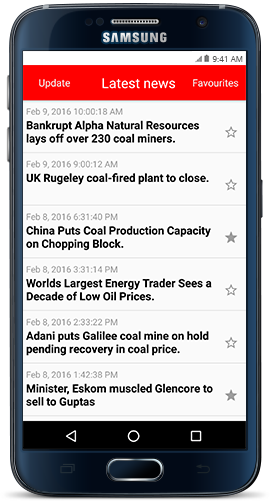 SAMSUNG
9:41 AM
Update
Latest news
Favourites
Feb 9, 2016 10:00:18 AM
Bankrupt Alpha Natural Resources
lays off over 230 coal miners.
Feb 9, 2016 9:00:12 AM
UK Rugeley coal-fired plant to close.
Feb 8, 2016 6:31:40 PM
China Puts Coal Production Capacity
on Chopping Block.
Feb 8, 2016 3:31:14 PM
Worlds Largest Energy Trader Sees a
Decade of Low Oil Prices.
Feb 8, 2016 2:33:22 PM
Adani puts Galilee coal mine on hold
pending recovery in coal price.
Feb 8, 2016 1:42:38 PM
Minister, Eskom muscled Glencore to
sell to Guptas